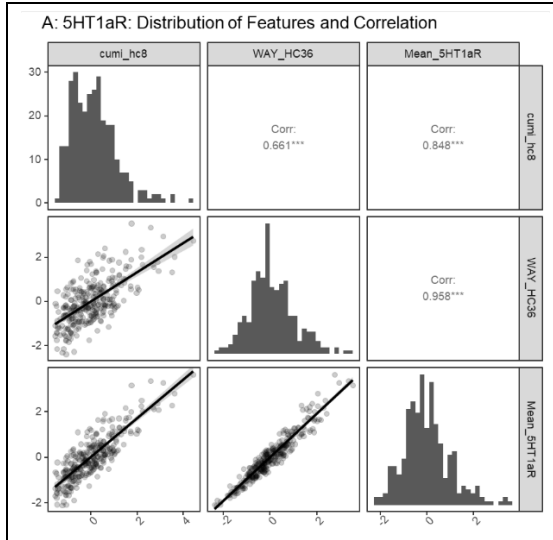 A: 5HT1aR: Distribution of Features and Correlation
cumi_hc8 WAY_HC36 Mean_5HT1aR
30
20
10
0
Corr:
0.661***
Corr:
0.848***
cumi_hc8
2
0
-2
Corr:
0.958***
WAY_HC36
2
0
-2
Mean_5HT1aR
0 2 4 -2 0 2 -2 0 2